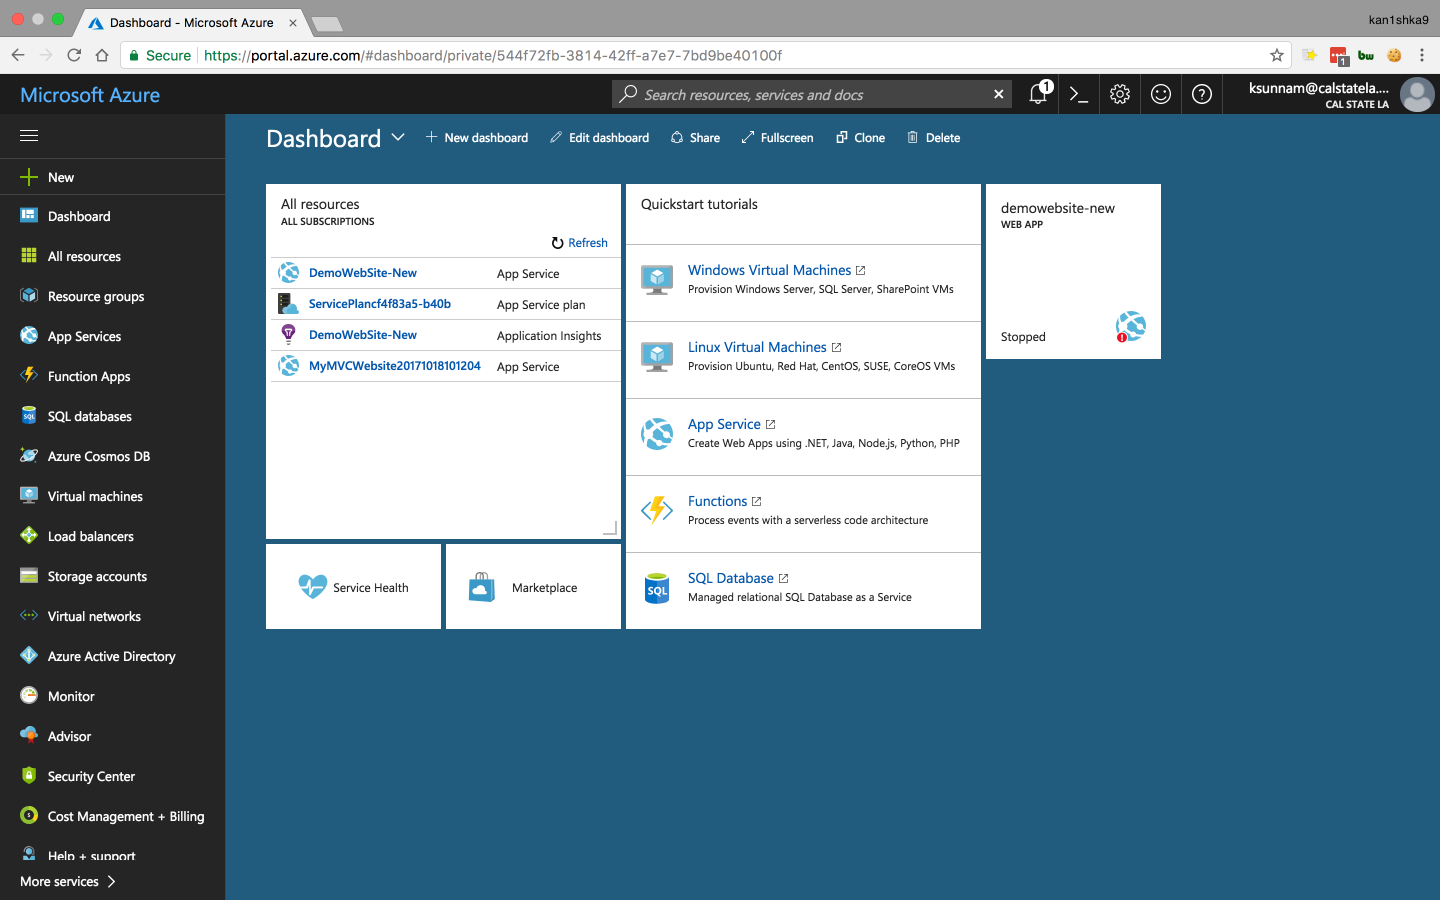 Dashboard - Microsoft Azure
kan1shka9
Secure
https://portal.azure.com/#dashboard/private/544f72fb-3814-42ff-a7e7-7bd9be40100f
1
bw
Microsoft Azure
Search resources, services and docs
1
ksunnam@calstatela....
CAL STATE LA
New
Dashboard
All resources
Resource groups
App Services
Function Apps
SQL databases
Azure Cosmos DB
Virtual machines
Load balancers
Storage accounts
Virtual networks
Azure Active Directory
Monitor
Advisor
Security Center
Cost Management + Billing
Help + support
More services
Dashboard
New dashboard
Edit dashboard
Share
Fullscreen
Clone
Delete
All resources
ALL SUBSCRIPTIONS
Refresh
DemoWebSite-New App Service
ServicePlancf4f83a5-b40b App Service plan
DemoWebSite-New Application Insights
MyMVCWebsite20171018101204 App Service
Service Health
Marketplace
Quickstart tutorials
Windows Virtual Machines
Provision Windows Server, SQL Server, SharePoint VMs
Linux Virtual Machines
Provision Ubuntu, Red Hat, CentOS, SUSE, CoreOS VMs
App Service
Create Web Apps using .NET, Java, Node.js, Python, PHP
Functions
Process events with a serverless code architecture
SQL
SQL Database
Managed relational SQL Database as a Service
demowebsite-new
WEB APP
Stopped